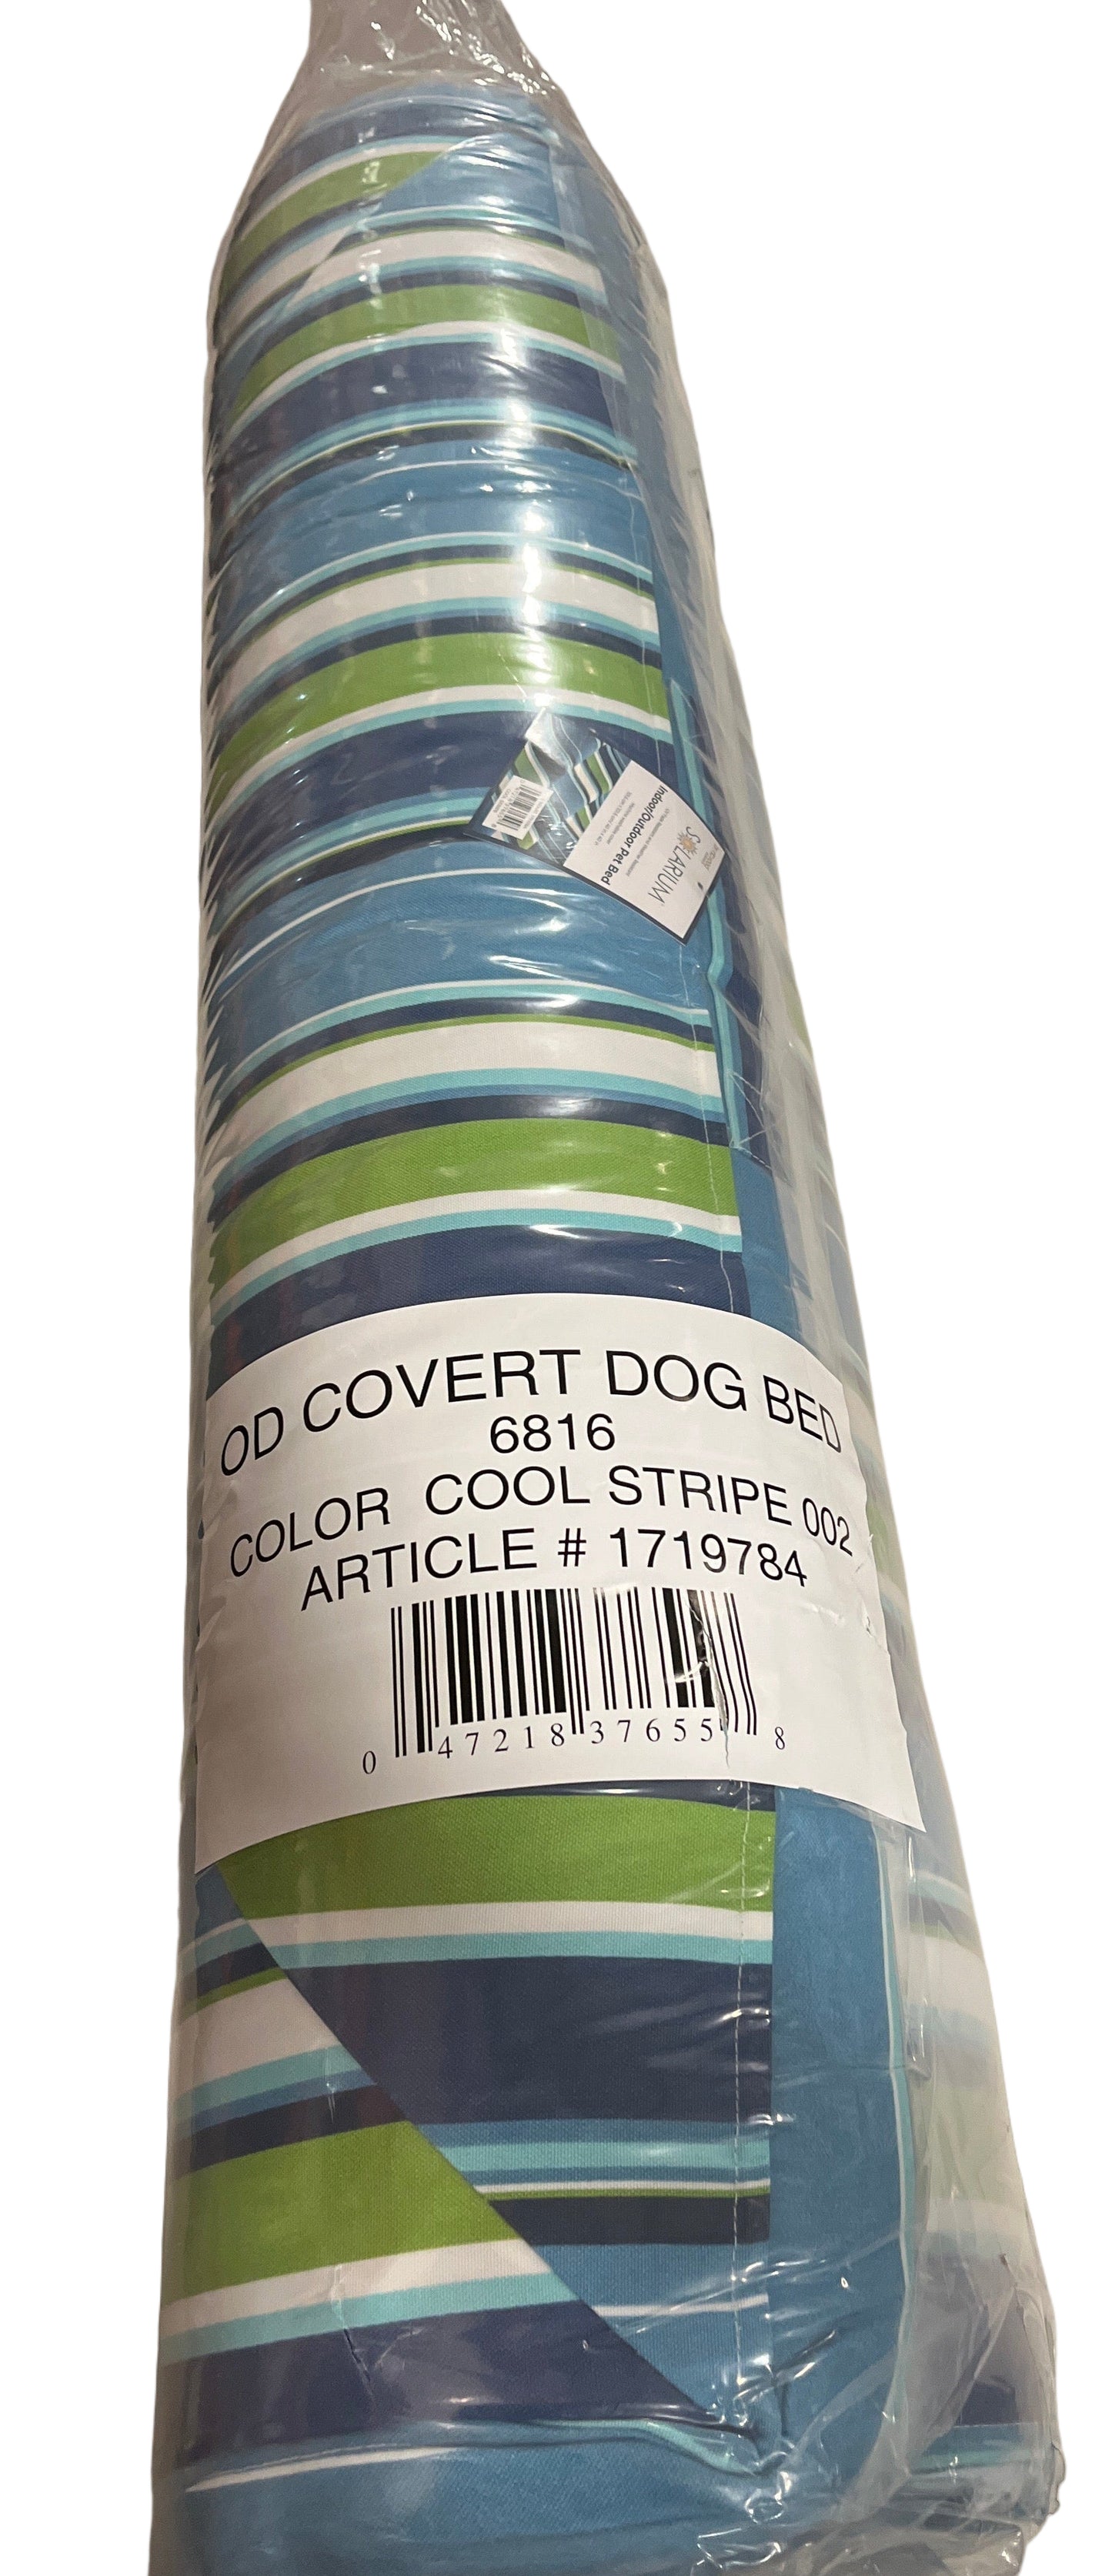 SOLARIUM
Indoor/Outdoor Pet Bed
OD COVERT DOG BED
6816
COLOR COOL STRIPE 002
ARTICLE # 1719784
0 47218 37655 8